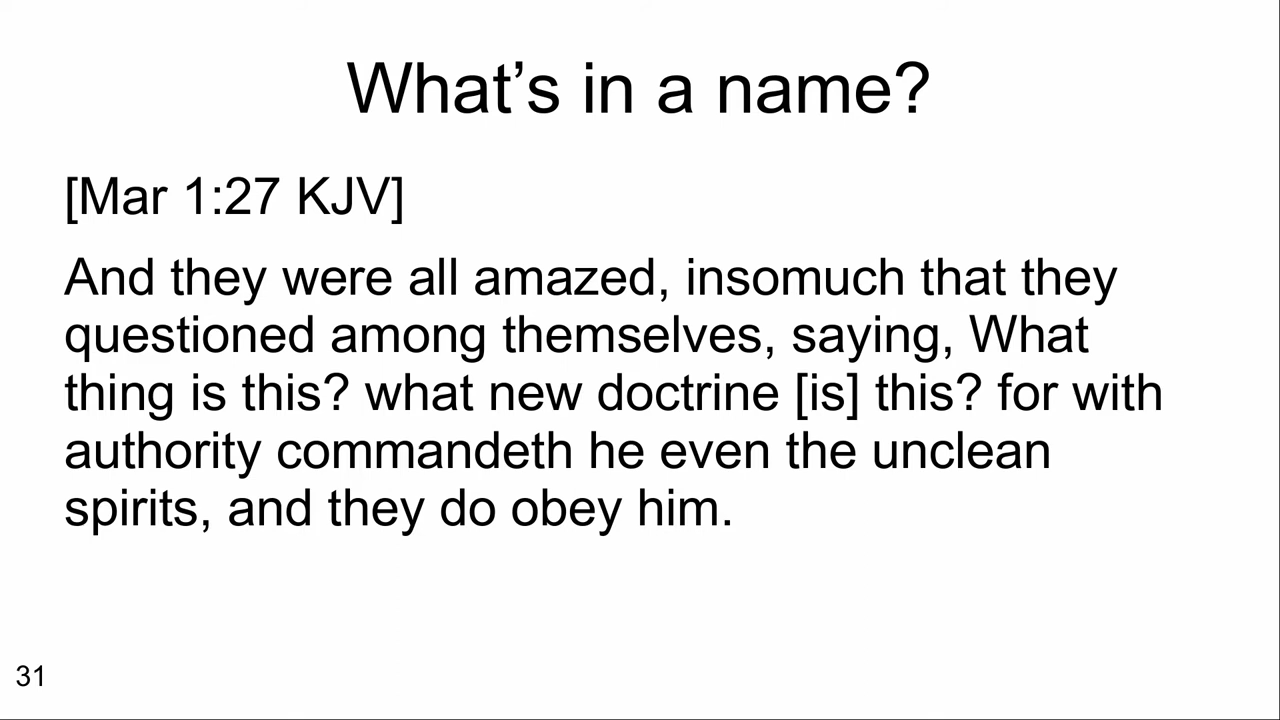 What’s in a name?
[Mar 1:27 KJV]
And they were all amazed, insomuch that they
questioned among themselves, saying, What
thing is this? what new doctrine [is] this? for with
authority commandeth he even the unclean
spirits, and they do obey him.
31